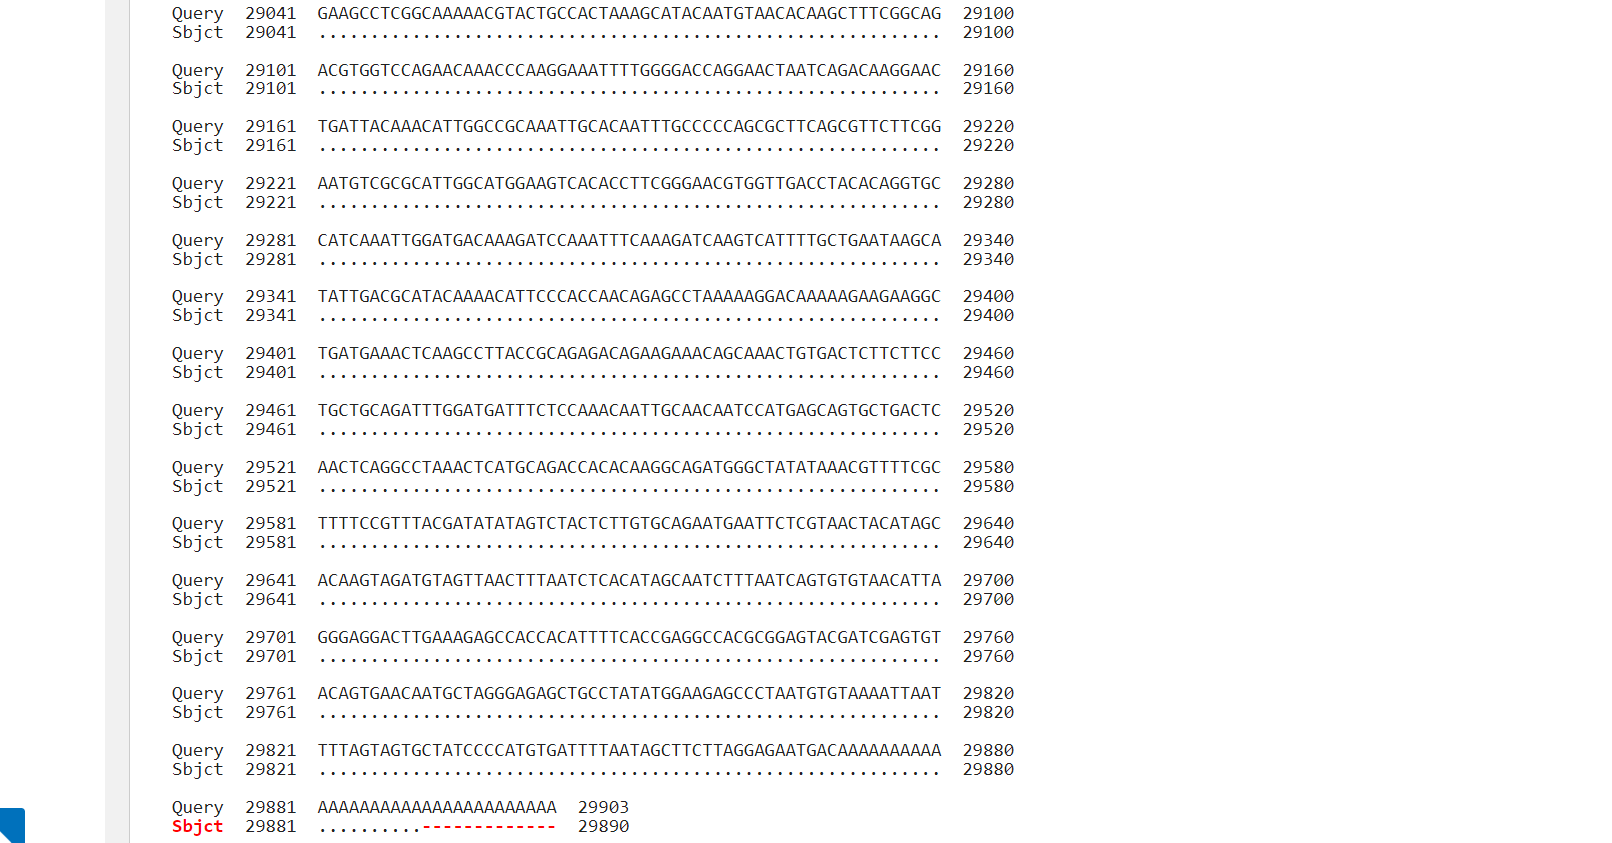 Query 29041 GAAGCCTCGGCAAAAACGTACTGCCACTAAAGCATACAATGTAACACAAGCTTTCGGCAG 29100
Sbjct 29041 ............................................................ 29100
Query 29101 ACGTGGTCCAGAACAAACCCAAGGAAATTTTGGGGACCAGGAACTAATCAGACAAGGAAC 29160
Sbjct 29101 ............................................................ 29160
Query 29161 TGATTACAAACATTGGCCGCAAATTGCACAATTTGCCCCCAGCGCTTCAGCGTTCTTCGG 29220
Sbjct 29161 ............................................................ 29220
Query 29221 AATGTCGCGCATTGGCATGGAAGTCACACCTTCGGGAACGTGGTTGACCTACACAGGTGC 29280
Sbjct 29221 ............................................................ 29280
Query 29281 CATCAAATTGGATGACAAAGATCCAAATTTCAAAGATCAAGTCATTTTGCTGAATAAGCA 29340
Sbjct 29281 ............................................................ 29340
Query 29341 TATTGACGCATACAAAACATTCCCACCAACAGAGCCTAAAAAGGACAAAAAGAAGAAGGC 29400
Sbjct 29341 ............................................................ 29400
Query 29401 TGATGAAACTCAAGCCTTACCGCAGAGACAGAAGAAACAGCAAACTGTGACTCTTCTTCC 29460
Sbjct 29401 ............................................................ 29460
Query 29461 TGCTGCAGATTTGGATGATTTCTCCAAACAATTGCAACAATCCATGAGCAGTGCTGACTC 29520
Sbjct 29461 ............................................................ 29520
Query 29521 AACTCAGGCCTAAACTCATGCAGACCACACAAGGCAGATGGGCTATATAAACGTTTTCGC 29580
Sbjct 29521 ............................................................ 29580
Query 29581 TTTTCCGTTTACGATATATAGTCTACTCTTGTGCAGAATGAATTCTCGTAACTACATAGC 29640
Sbjct 29581 ............................................................ 29640
Query 29641 ACAAGTAGATGTAGTTAACTTTAATCTCACATAGCAATCTTTAATCAGTGTGTAACATTA 29700
Sbjct 29641 ............................................................ 29700
Query 29701 GGGAGGACTTGAAAGAGCCACCACATTTTCACCGAGGCCACGCGGAGTACGATCGAGTGT 29760
Sbjct 29701 ............................................................ 29760
Query 29761 ACAGTGAACAATGCTAGGGAGAGCTGCCTATATGGAAGAGCCCTAATGTGTAAAATTAAT 29820
Sbjct 29761 ............................................................ 29820
Query 29821 TTTAGTAGTGCTATCCCCATGTGATTTTAATAGCTTCTTAGGAGAATGACAAAAAAAAAA 29880
Sbjct 29821 ............................................................ 29880
Query 29881 AAAAAAAAAAAAAAAAAAAAAAA 29903
Sbjct 29881 ..........------------- 29890